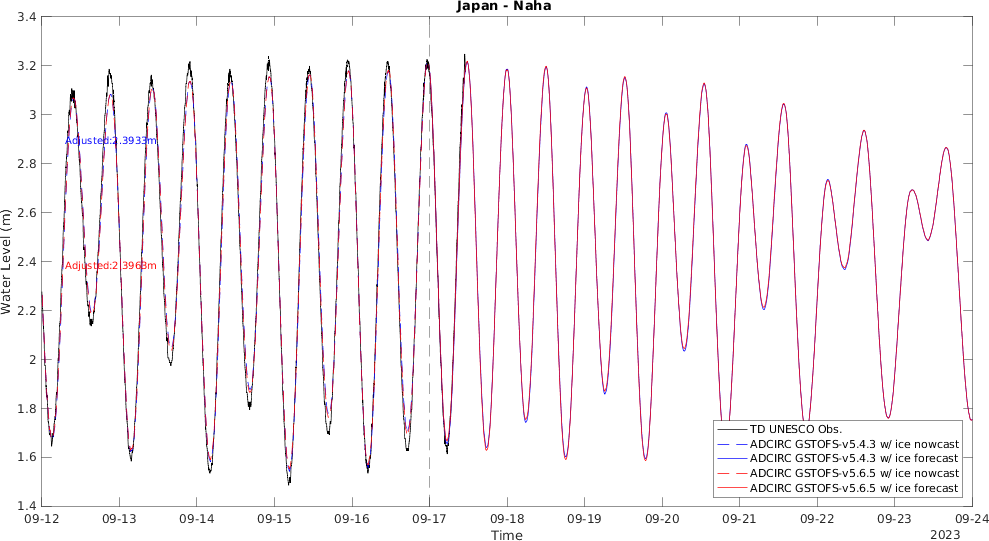 Japan - Naha
3.4
3.2
3
2.8
2.6
2.4
2.2
2
1.8
1.6
1.4
Water Level (m)
Adjusted:2.3933m
Adjusted:2.3963m
TD UNESCO Obs.
ADCIRC GSTOFS-v5.4.3 w/ ice nowcast
ADCIRC GSTOFS-v5.4.3 w/ ice forecast
ADCIRC GSTOFS-v5.6.5 w/ ice nowcast
ADCIRC GSTOFS-v5.6.5 w/ ice forecast
09-12 09-13 09-14 09-15 09-16 09-17 09-18 09-19 09-20 09-21 09-22 09-23 09-24
Time
2023